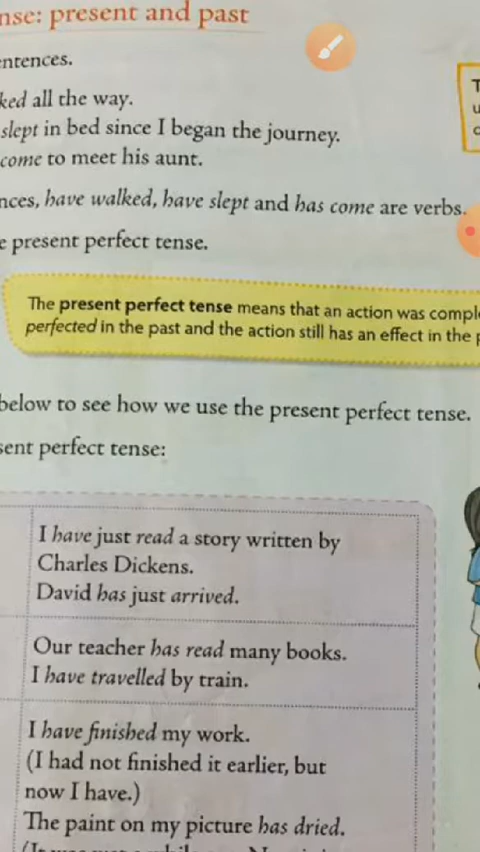 nse: present and past
entences.
ked all the way.
slept in bed since I began the journey.
come to meet his aunt.
nces, have walked, have slept and has come are verbs.
e present perfect tense.
The present perfect tense means that an action was comple
perfected in the past and the action still has an effect in the p
below to see how we use the present perfect tense.
sent perfect tense:
I have just read a story written by
Charles Dickens.
David has just arrived.
Our teacher has read many books.
I have travelled by train.
I have finished my work.
(I had not finished it earlier, but
now I have.)
The paint on my picture has dried.